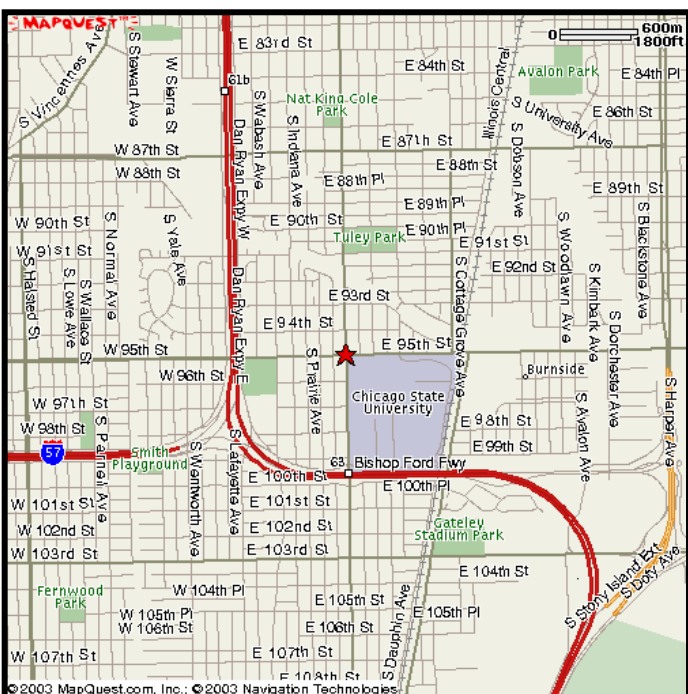 MAPQUEST
600m
0
1800ft
E 83rd St
S Vincennes Ave
S Stewart Ave
W Sierra St
61b
E 84th St
Avalon Park
E 84th Pl
Nat King Cole
Park
Illinois Central
S University Ave
E 86th St
S Wabash Ave
S Indiana Ave
Dan Ryan Expy W
E 87th St
W 87th St
S Dobson Ave
E 88th St
W 88th St
E 88th Pl
E 89th St
E 89th Pl
W 90th St
E 90th St
E 90th Pl
S Normal Ave
S Yale Ave
Tuley Park
S Woodlawn Ave
S Blackstone Ave
W 91st St
E 91st St
S Halsted St
S Lowe Ave
S Wallace St
Dan Ryan Expy E
S Cottage Grove Ave
E 92nd St
S Kimbark Ave
E 93rd St
S Dorchester Ave
E 94th St
E 95th St
W 95th St
S Prairie Ave
W 96th St
Burnside
S Harper Ave
Chicago State
University
W 97th St
S Avalon Ave
W 98th St
E 98th St
S Parnell Ave
S Lafayette Ave
E 99th St
57
Smith
Playground
S Wentworth Ave
63
Bishop Ford Fwy
E 100th St
E 100th Pl
W 101st St
E 101st St
W 102nd St
E 102nd St
Gateley
Stadium Park
W 103rd St
E 103rd St
S Stony Island Ext
S Doty Ave
E 104th St
Fernwood
Park
W 104th Pl
S Dauphin Ave
E 105th St
W 105th Pl
E 105th Pl
W 106th St
E 106th St
W 107th St
E 107th St
E 108th St
©2003 MapQuest.com, Inc.; ©2003 Navigation Technologies